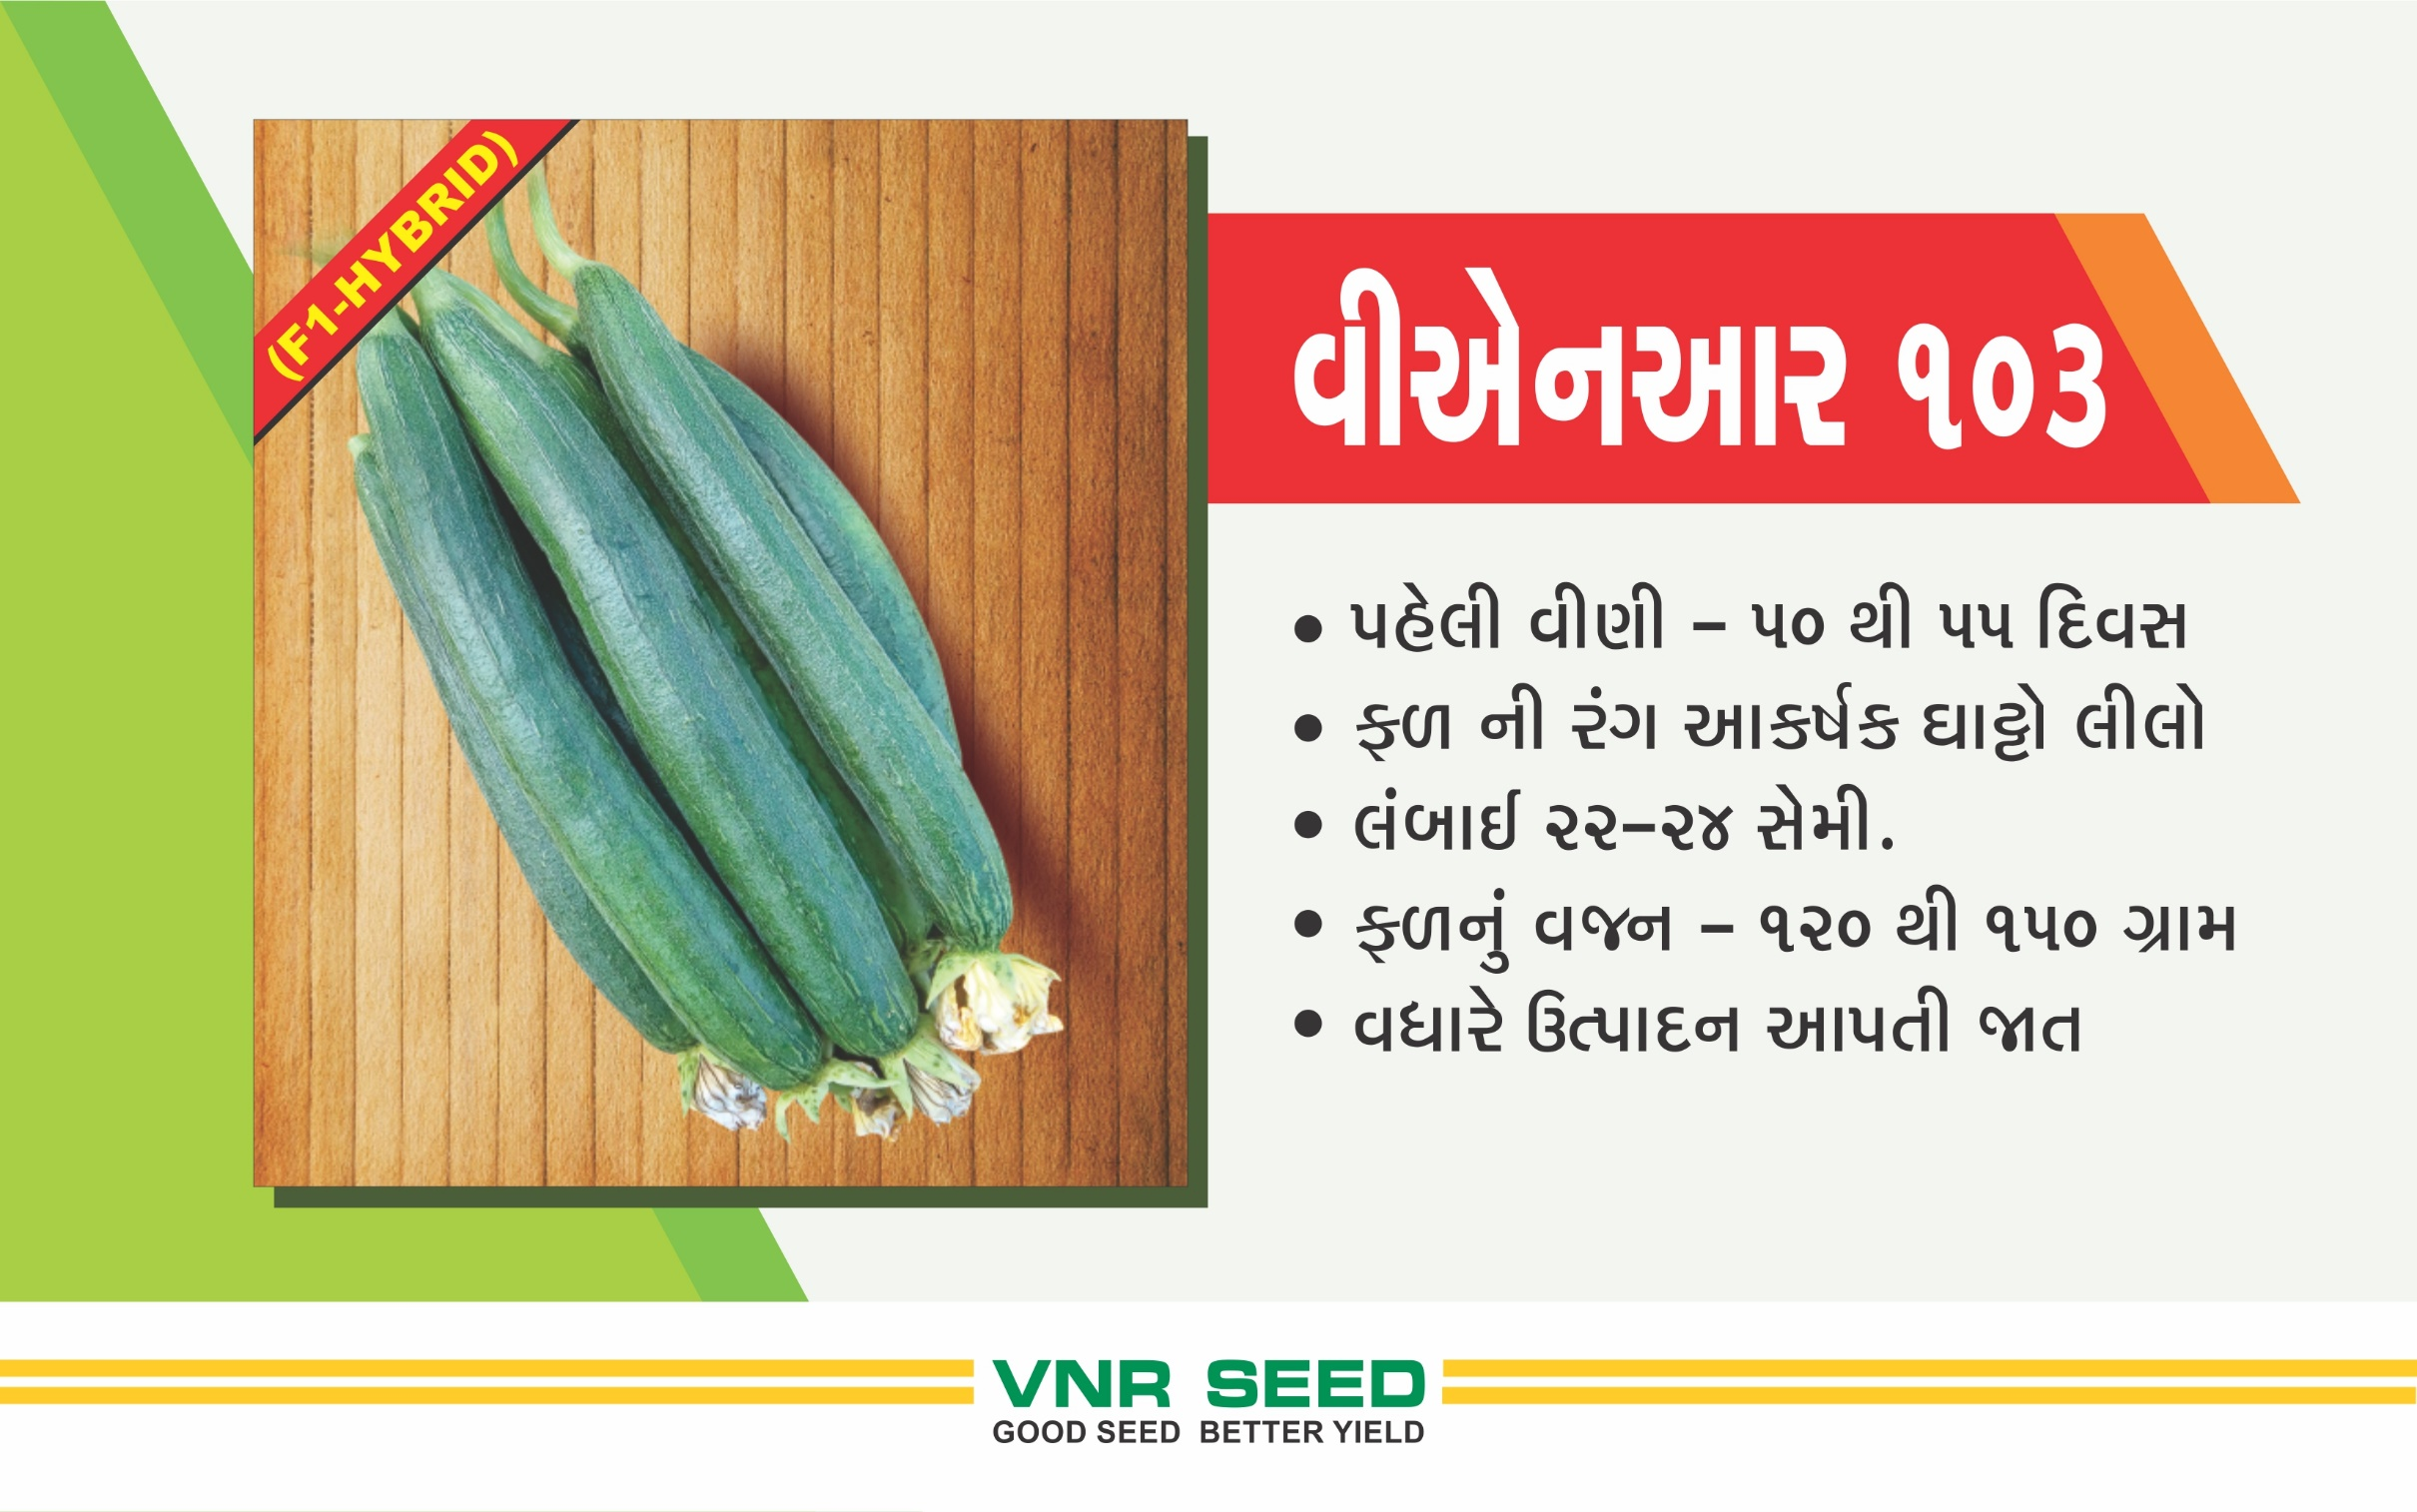 (F1-HYBRID)
વીએનઆર ૧૦૩
• પહેલી વીણી – ૫૦ થી ૫૫ દિવસ
• ફળ ની રંગ આકર્ષક ઘાટ્ટો લીલો
• લંબાઈ ૨૨–૨૪ સેમી.
• ફળનું વજન – ૧૨૦ થી ૧૫૦ ગ્રામ
• વધારે ઉત્પાદન આપતી જાત
VNR SEED
GOOD SEED BETTER YIELD